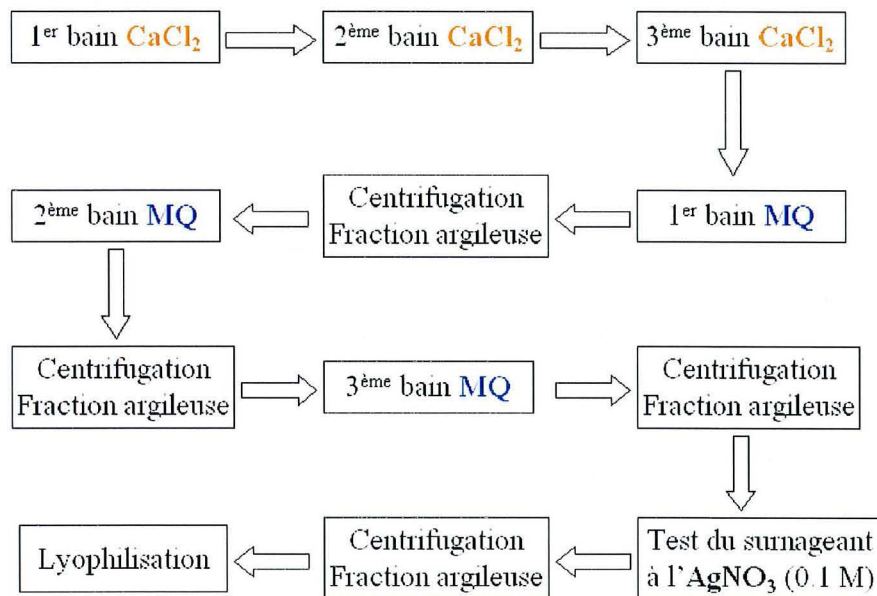 1er bain CaCl2
2ème bain CaCl2
3ème bain CaCl2
1er bain MQ
Centrifugation
Fraction argileuse
2ème bain MQ
Centrifugation
Fraction argileuse
3ème bain MQ
Centrifugation
Fraction argileuse
Test du surnageant
à l'AgNO3 (0.1 M)
Centrifugation
Fraction argileuse
Lyophilisation